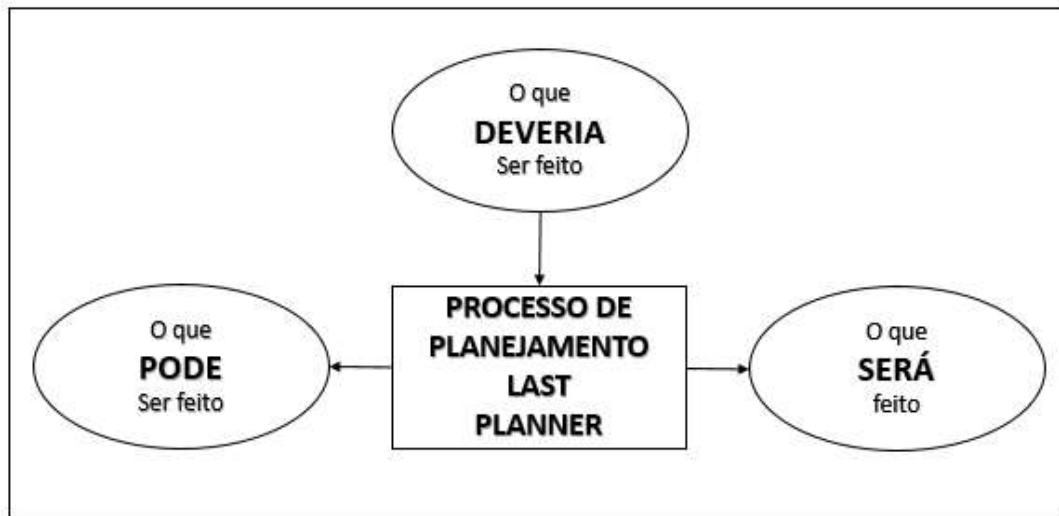 O que
DEVERIA
Ser feito
O que
PODE
Ser feito
PROCESSO DE
PLANEJAMENTO
LAST
PLANNER
O que
SERÁ
feito